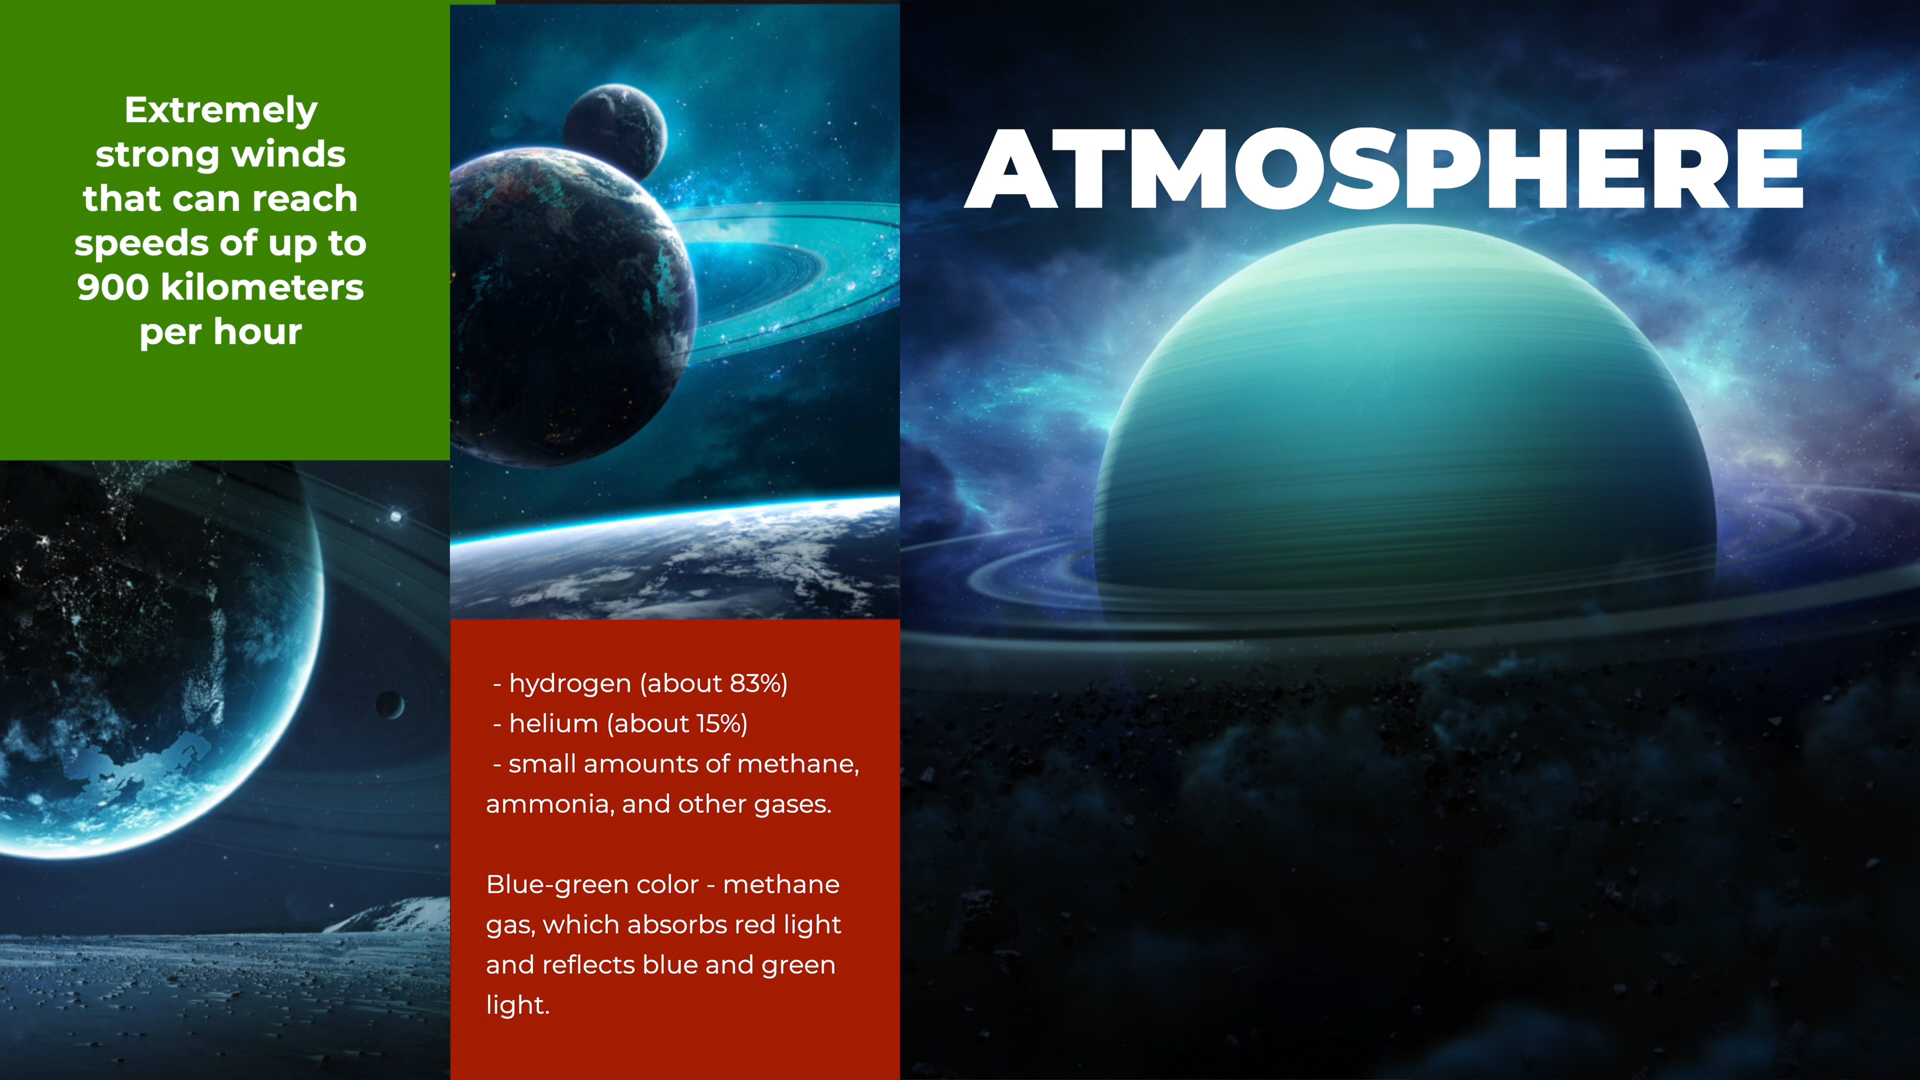 Extremely
strong winds
that can reach
speeds of up to
900 kilometers
per hour
ATMOSPHERE
- hydrogen (about 83%)
- helium (about 15%)
- small amounts of methane,
ammonia, and other gases.
Blue-green color - methane
gas, which absorbs red light
and reflects blue and green
light.